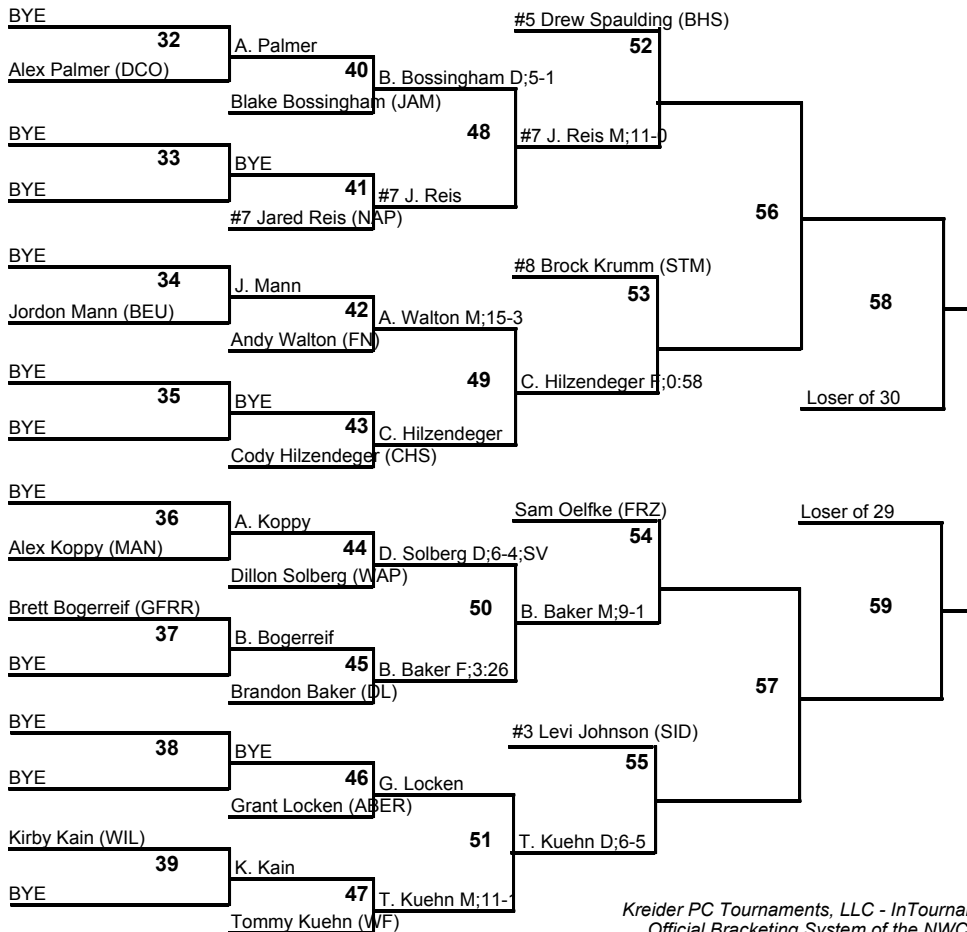 BYE
#5 Drew Spaulding (BHS)
32
52
A. Palmer
Alex Palmer (DCO)
40
B. Bossingham D;5-1
Blake Bossingham (JAM)
BYE
48
#7 J. Reis M;11-0
33
BYE
BYE
41
#7 J. Reis
#7 Jared Reis (NAP)
56
BYE
#8 Brock Krumm (STM)
34
J. Mann
53
Jordon Mann (BEU)
42
A. Walton M;15-3
58
Andy Walton (FN)
BYE
49
C. Hilzendeger F;0:58
35
BYE
Loser of 30
BYE
43
C. Hilzendeger
Cody Hilzendeger (CHS)
BYE
Sam Oelfke (FRZ)
Loser of 29
36
A. Koppy
54
Alex Koppy (MAN)
44
D. Solberg D;6-4;SV
Dillon Solberg (WAP)
Brett Bogerreif (GFRR)
50
B. Baker M;9-1
59
37
B. Bogerreif
BYE
45
B. Baker F;3:26
Brandon Baker (DL)
57
BYE
#3 Levi Johnson (SID)
38
BYE
55
BYE
46
G. Locken
Grant Locken (ABER)
Kirby Kain (WIL)
51
T. Kuehn D;6-5
39
K. Kain
BYE
47
T. Kuehn M;11-1
Tommy Kuehn (WF)
Kreider PC Tournaments, LLC - InTournam
Official Bracketing System of the NWC